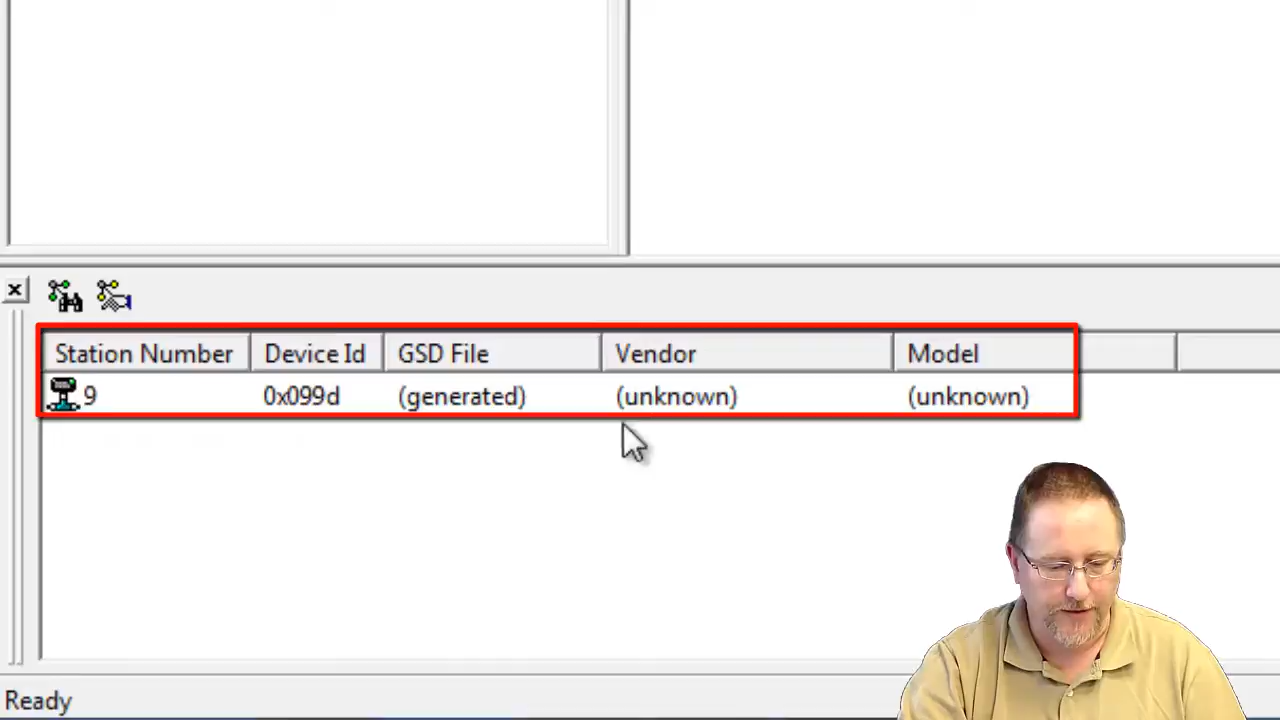 Station Number Device Id GSD File Vendor Model
9 0x099d (generated) (unknown) (unknown)
Ready